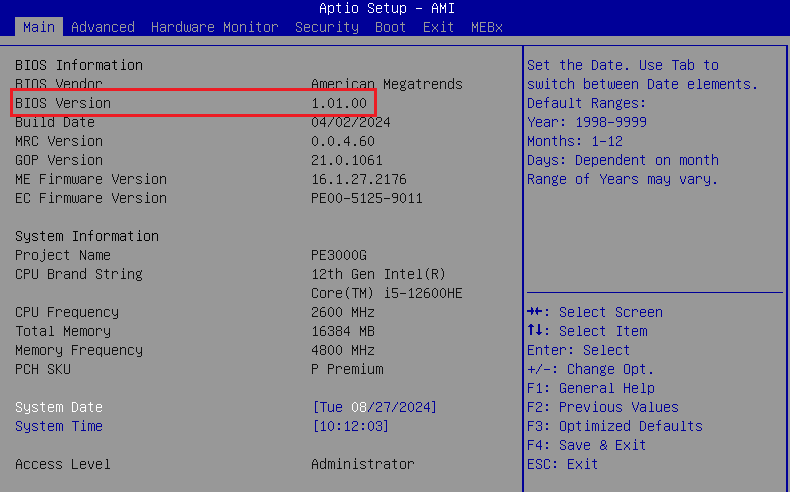 Aptio Setup – AMI
Main Advanced Hardware Monitor Security Boot Exit MEBx
BIOS Information
BIOS Vendor American Megatrends
BIOS Version 1.01.00
Build Date 04/02/2024
MRC Version 0.0.4.60
GOP Version 21.0.1061
ME Firmware Version 16.1.27.2176
EC Firmware Version PE00-5125-9011
System Information
Project Name PE3000G
CPU Brand String 12th Gen Intel(R)
Core(TM) i5-12600HE
CPU Frequency 2600 MHz
Total Memory 16384 MB
Memory Frequency 4800 MHz
PCH SKU P Premium
System Date [Tue 08/27/2024]
System Time [10:12:03]
Access Level Administrator
Set the Date. Use Tab to
switch between Date elements.
Default Ranges:
Year: 1998-9999
Months: 1-12
Days: Dependent on month
Range of Years may vary.
→←: Select Screen
↑↓: Select Item
Enter: Select
+/-: Change Opt.
F1: General Help
F2: Previous Values
F3: Optimized Defaults
F4: Save & Exit
ESC: Exit